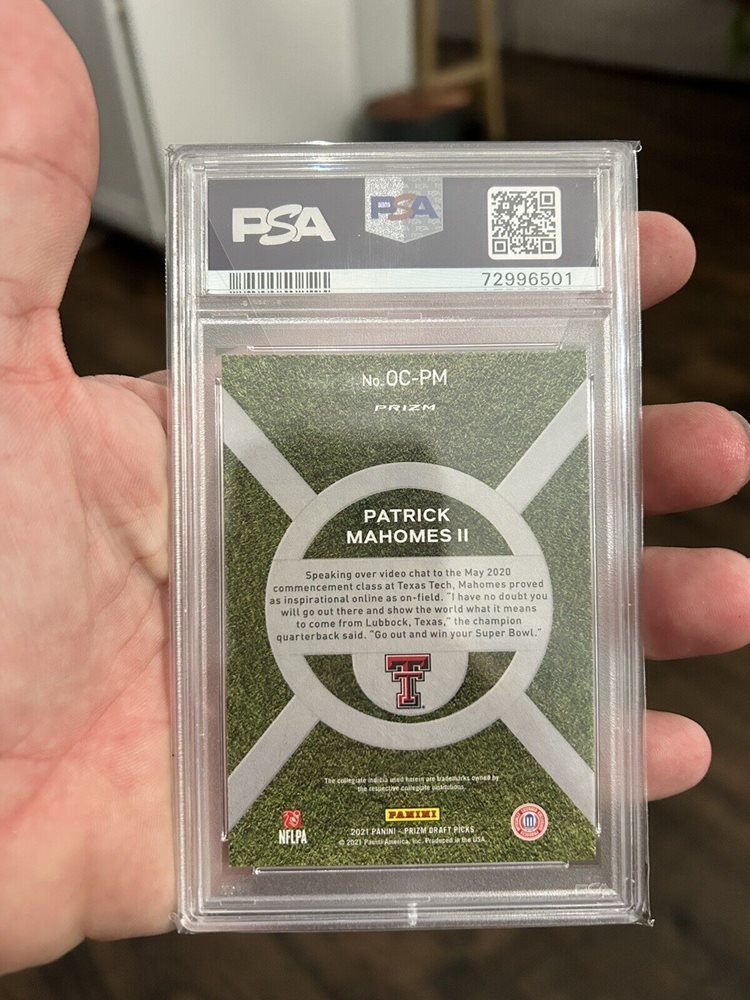 PSA
PSA
72996501
No. OC-PM
PRIZM
PATRICK
MAHOMES II
Speaking over video chat to the May 2020
commencement class at Texas Tech, Mahomes proved
as inspirational online as on-field. "I have no doubt you
will go out there and show the world what it means
to come from Lubbock, Texas," the champion
quarterback said. "Go out and win your Super Bowl."
The collegiate indicia used herein are trademarks owned by
the respective collegiate institutions.
PANINI
NFLPA
2021 PANINI - PRIZM DRAFT PICKS
© 2021 Panini America, Inc. Produced in the USA.
PSA